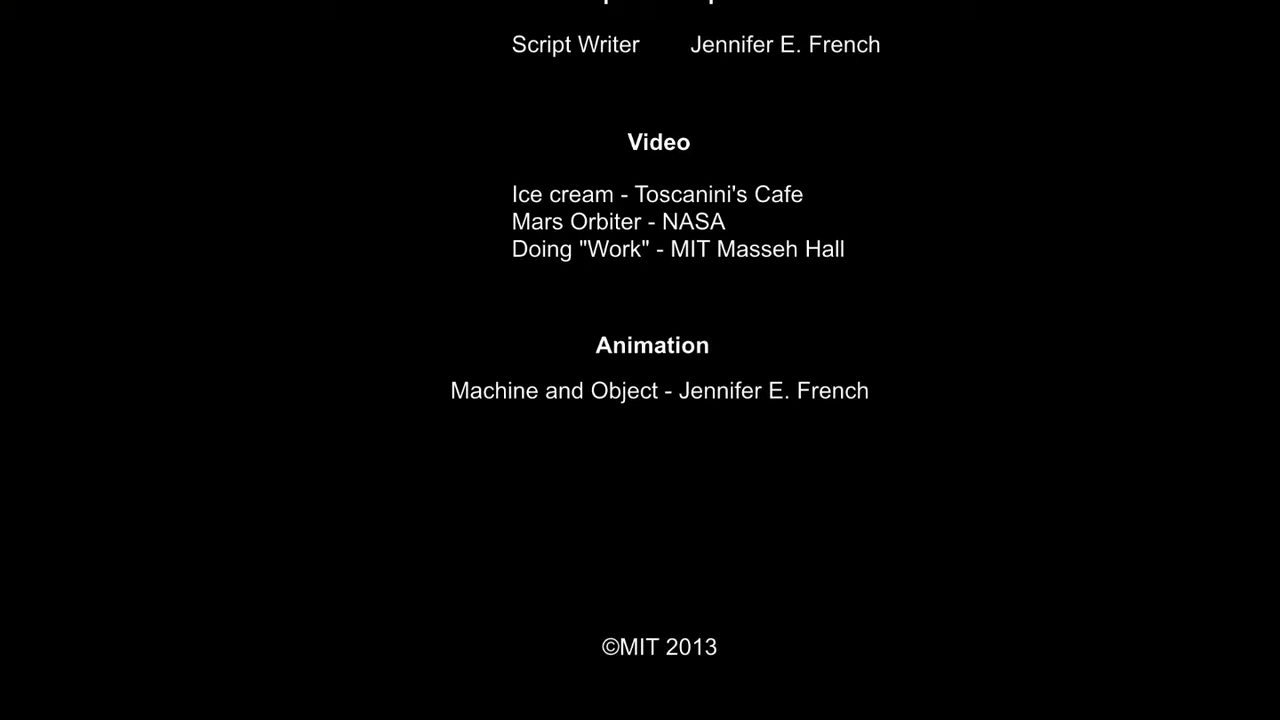 Script Writer Jennifer E. French
Video
Ice cream - Toscanini's Cafe
Mars Orbiter - NASA
Doing "Work" - MIT Masseh Hall
Animation
Machine and Object - Jennifer E. French
©MIT 2013